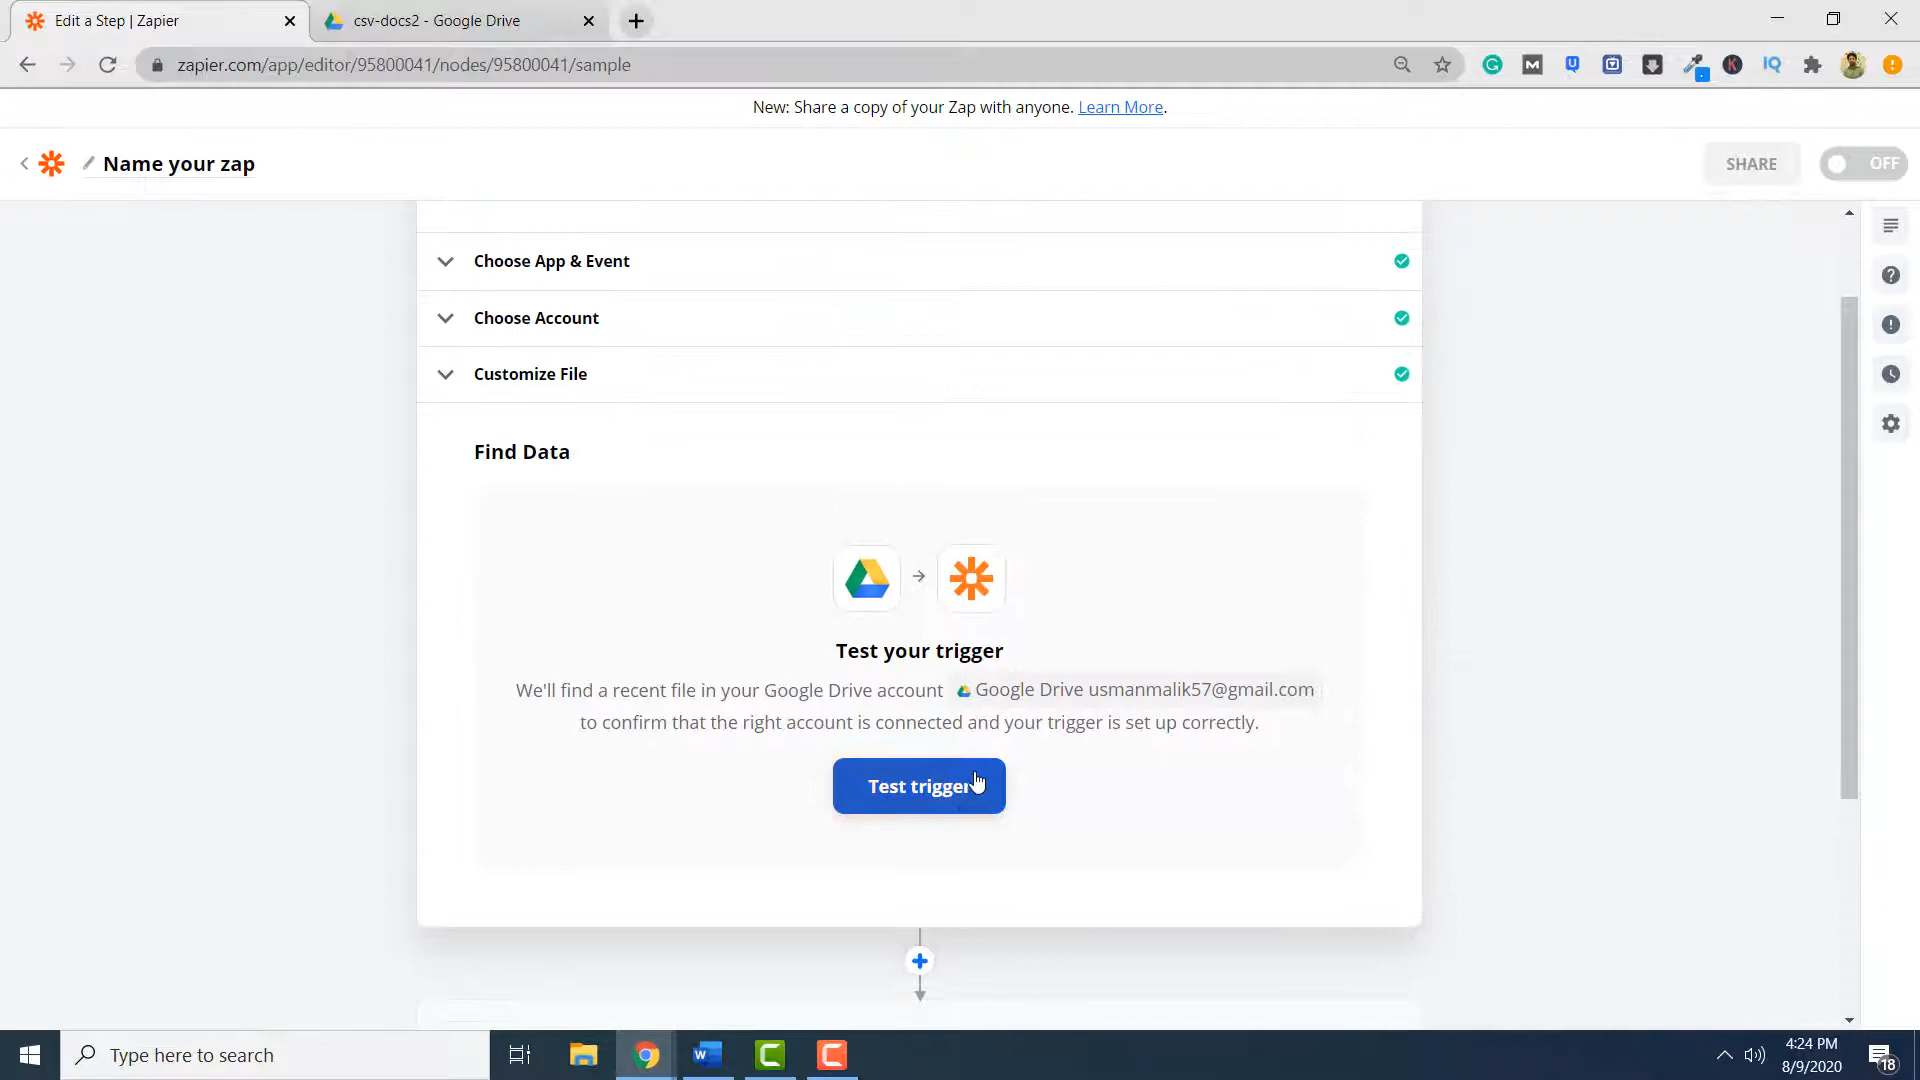 Edit a Step | Zapier
csv-docs2 - Google Drive
zapier.com/app/editor/95800041/nodes/95800041/sample
New: Share a copy of your Zap with anyone. Learn More.
Name your zap
SHARE
OFF
Choose App & Event
Choose Account
Customize File
Find Data
Test your trigger
We'll find a recent file in your Google Drive account Google Drive usmanmalik57@gmail.com
to confirm that the right account is connected and your trigger is set up correctly.
Test trigger
Type here to search
4:24 PM
8/9/2020
18